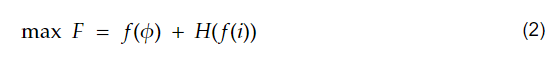 max F = f(ϕ) + H(f(i)) (2)